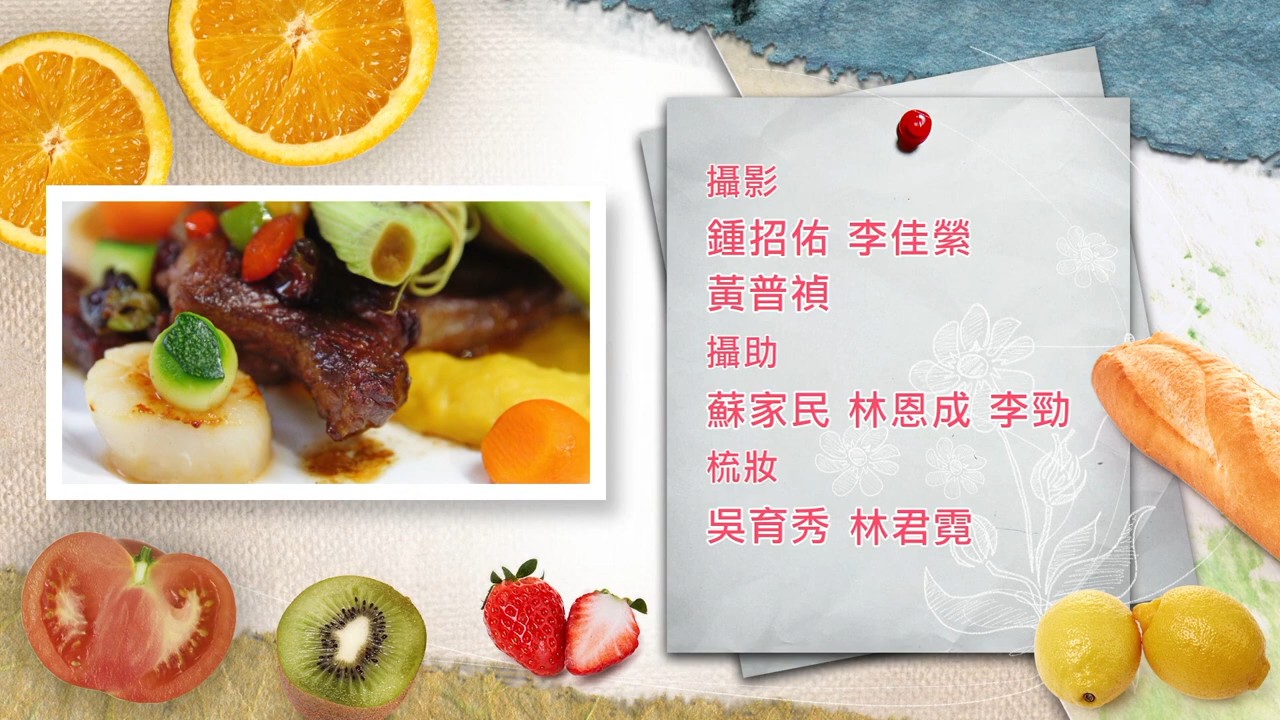 攝影
鍾招佑 李佳縈
黃普禎
攝助
蘇家民 林恩成 李勁
梳妝
吳育秀 林君霓